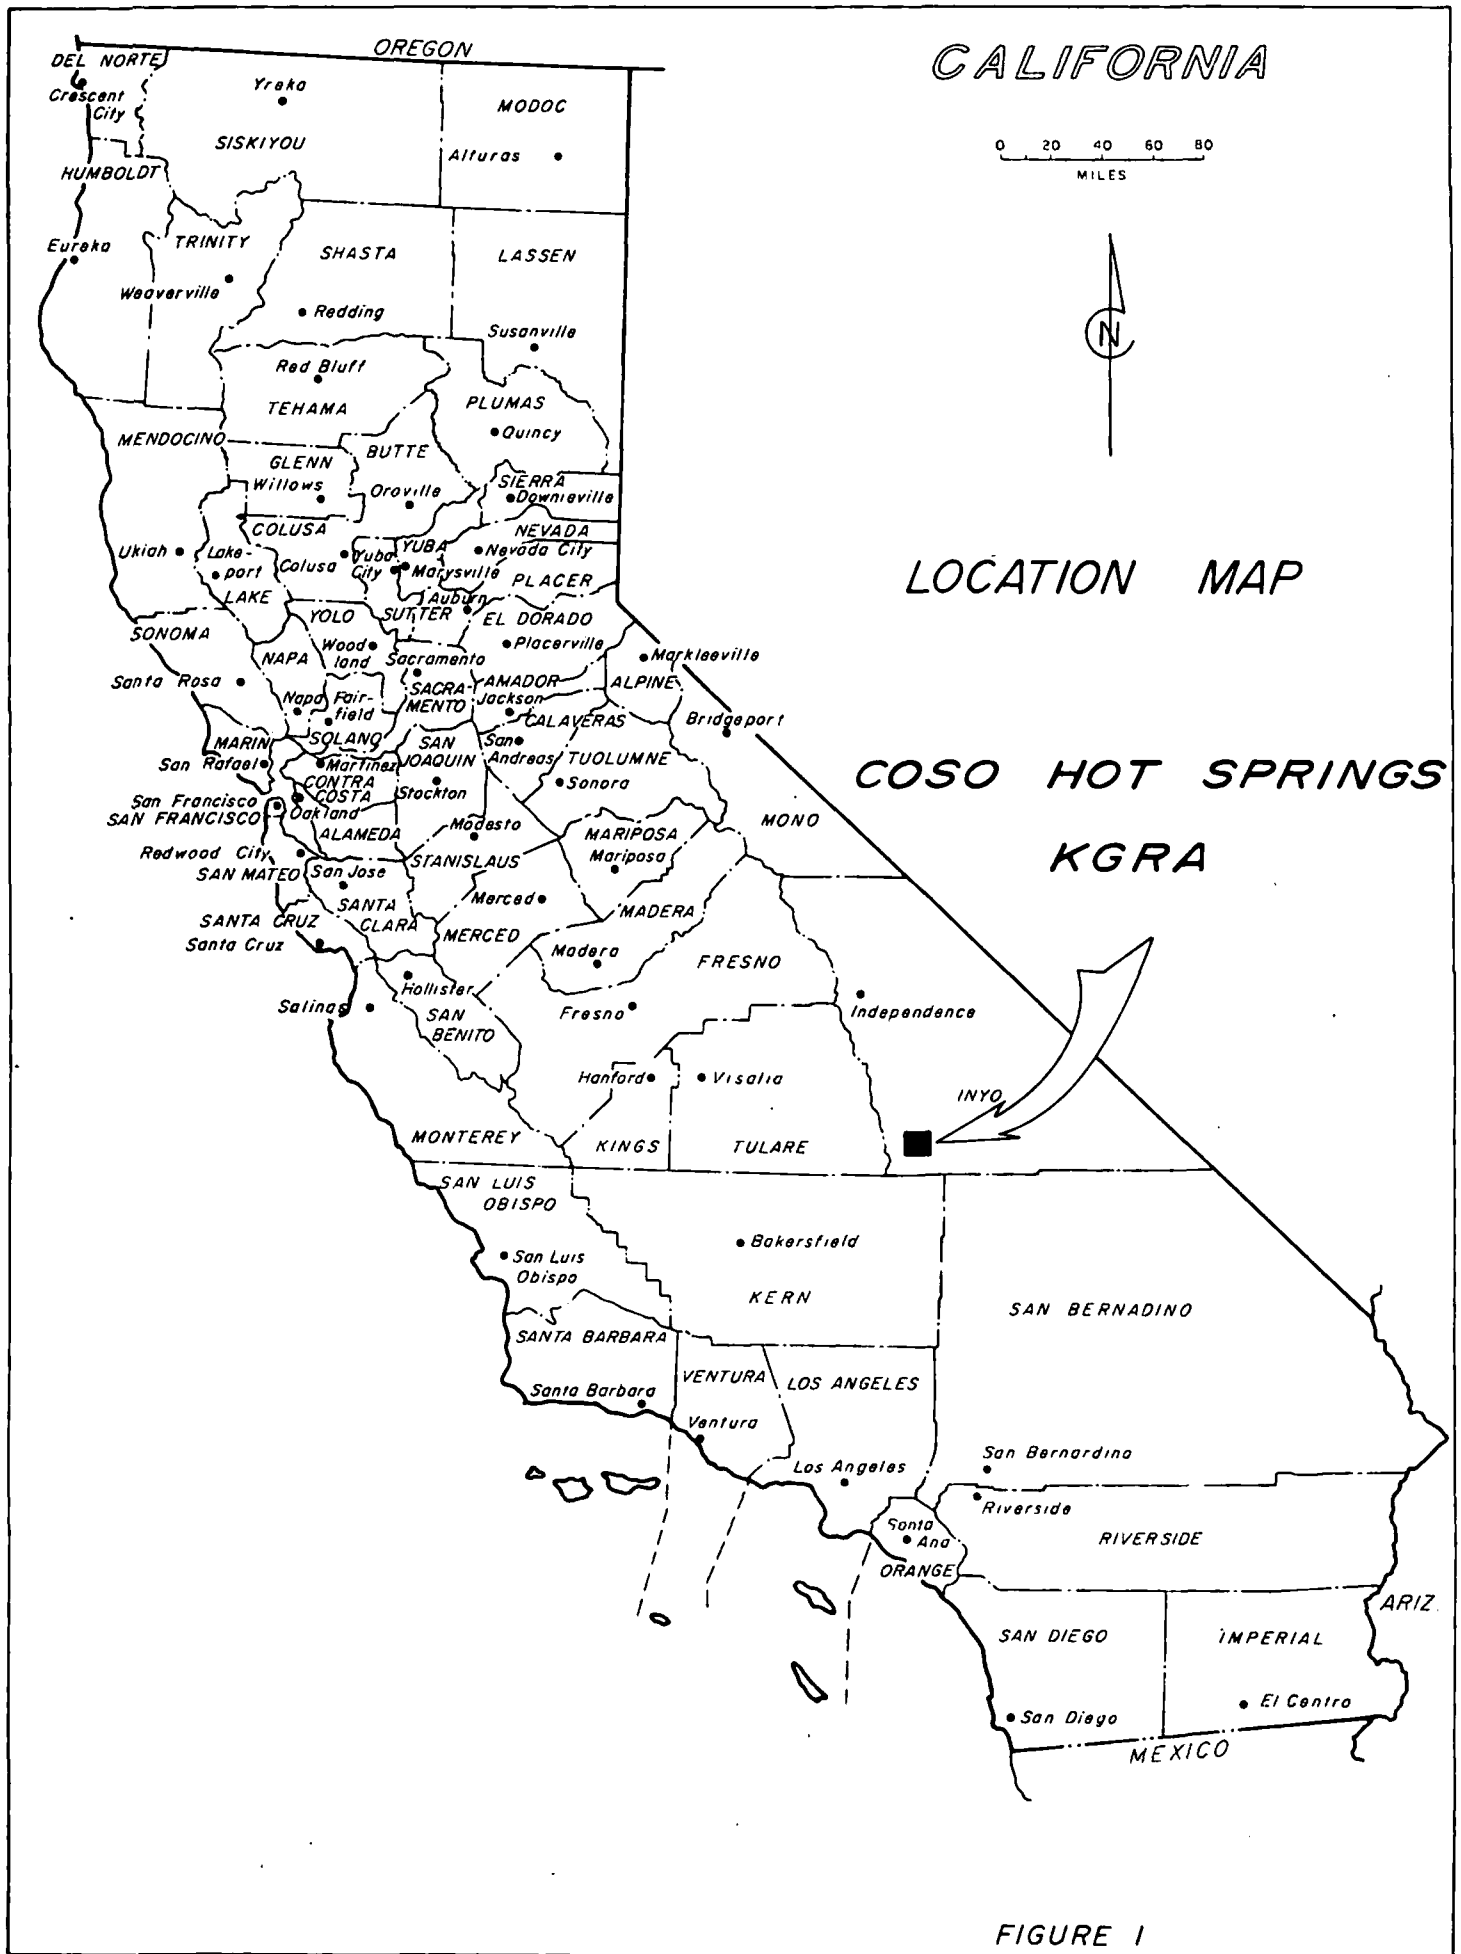 CALIFORNIA
0 20 40 60 80
MILES
N
LOCATION MAP
COSO HOT SPRINGS
KGRA
OREGON
DEL NORTE
Crescent
City
Yreka
SISKIYOU
MODOC
Alturas
HUMBOLDT
Eureka
TRINITY
Weaverville
SHASTA
Redding
LASSEN
Susanville
Red Bluff
TEHAMA
PLUMAS
Quincy
MENDOCINO
GLENN
Willows
BUTTE
Oroville
SIERRA
Downieville
COLUSA
Colusa
NEVADA
Nevada City
Ukiah
Lake-
port
LAKE
Yuba
City
YUBA
Marysville
PLACER
Auburn
SUTTER
YOLO
Wood
land
EL DORADO
Placerville
SONOMA
Santa Rosa
NAPA
Napa
Fair-
field
SOLANO
Sacramento
SACRA-
MENTO
AMADOR
Jackson
ALPINE
Markleeville
CALAVERAS
San
Andreas
Bridgeport
MARIN
San Rafael
Martinez
CONTRA
COSTA
SAN
JOAQUIN
Stockton
TUOLUMNE
Sonora
San Francisco
SAN FRANCISCO
Oakland
ALAMEDA
Modesto
STANISLAUS
MARIPOSA
Mariposa
MONO
Redwood City
SAN MATEO
San Jose
SANTA
CLARA
Merced
MERCED
MADERA
Madera
SANTA CRUZ
Santa Cruz
Hollister
SAN
BENITO
Salinas
FRESNO
Fresno
Independence
Hanford
Visalia
INYO
MONTEREY
KINGS
TULARE
SAN LUIS
OBISPO
San Luis
Obispo
Bakersfield
KERN
SAN BERNADINO
SANTA BARBARA
Santa Barbara
VENTURA
Ventura
LOS ANGELES
Los Angeles
San Bernardino
Riverside
RIVERSIDE
Santa
Ana
ORANGE
ARIZ.
SAN DIEGO
San Diego
IMPERIAL
El Centro
MEXICO
FIGURE 1